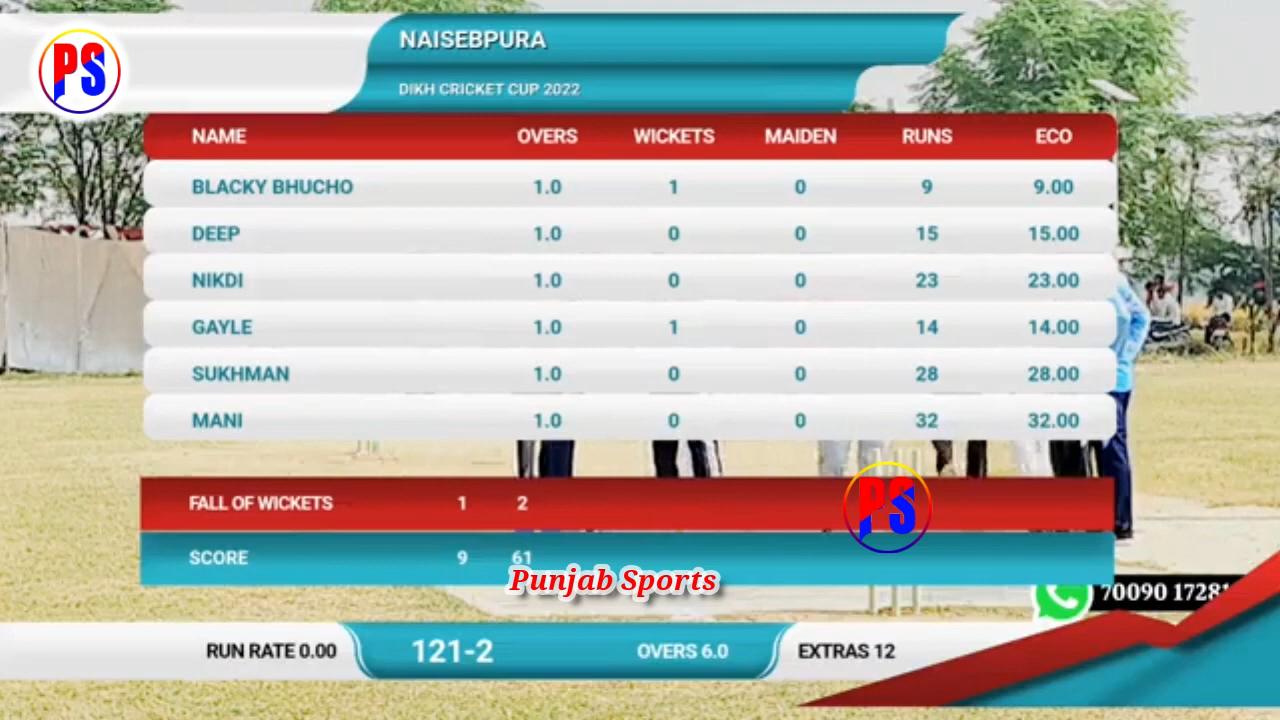 PS
NAISEBPURA
DIKH CRICKET CUP 2022
NAME OVERS WICKETS MAIDEN RUNS ECO
BLACKY BHUCHO 1.0 1 0 9 9.00
DEEP 1.0 0 0 15 15.00
NIKDI 1.0 0 0 23 23.00
GAYLE 1.0 1 0 14 14.00
SUKHMAN 1.0 0 0 28 28.00
MANI 1.0 0 0 32 32.00
FALL OF WICKETS 1 2
PS
SCORE 9 61
Punjab Sports
70090 17281
RUN RATE 0.00 121-2 OVERS 6.0 EXTRAS 12